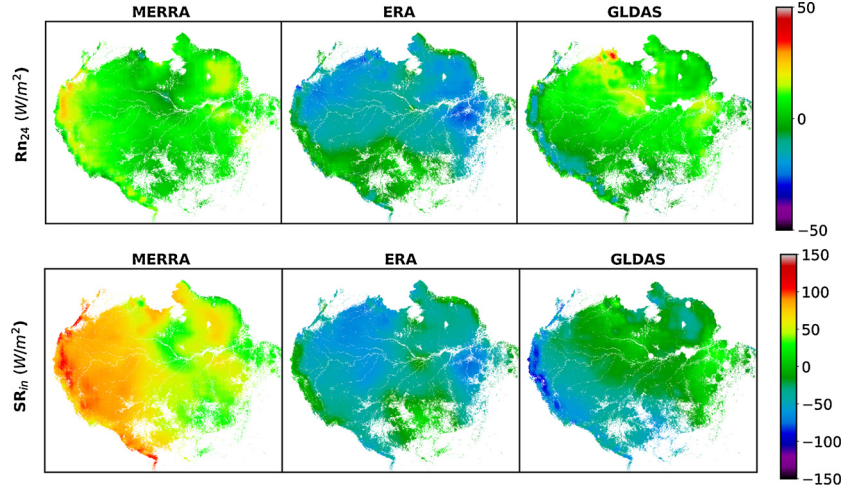 MERRA ERA GLDAS
Rn24 (W/m²)
50
0
−50
MERRA ERA GLDAS
SRin (W/m²)
150
100
50
0
−50
−100
−150